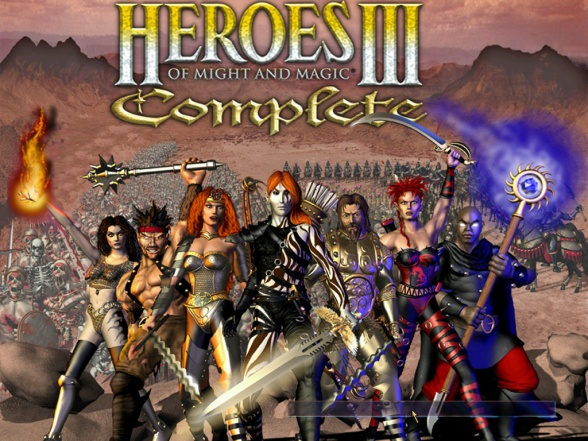 HEROES III
OF MIGHT AND MAGIC
Complete